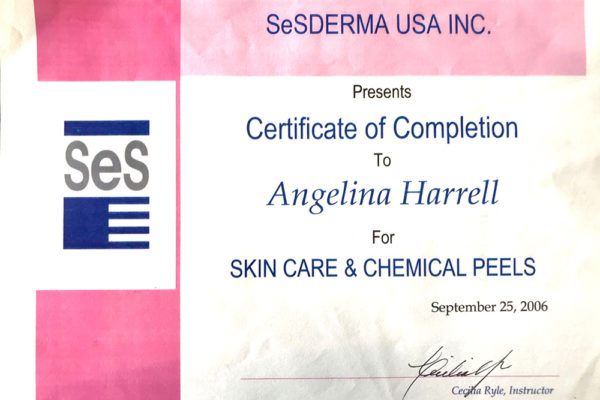 SeSDERMA USA INC.
Presents
Certificate of Completion
To
SeS
Angelina Harrell
For
SKIN CARE & CHEMICAL PEELS
September 25, 2006
Cecilia Ryle, Instructor